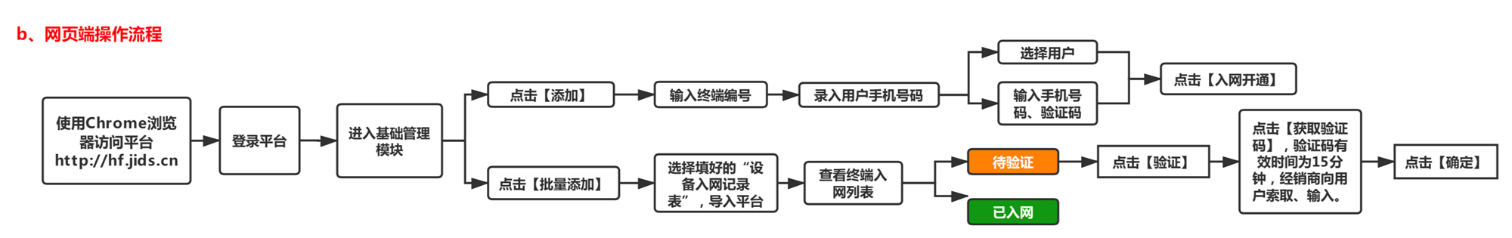 b、网页端操作流程
使用Chrome浏览
器访问平台
http://hf.jids.cn
登录平台
进入基础管理
模块
点击【添加】
输入终端编号
录入用户手机号码
选择用户
输入手机号
码、验证码
点击【入网开通】
点击【批量添加】
选择填好的“设
备入网记录
表”，导入平台
查看终端入
网列表
待验证
点击【验证】
点击【获取验证
码】，验证码有
效时间为15分
钟，经销商向用
户索取、输入。
点击【确定】
已入网